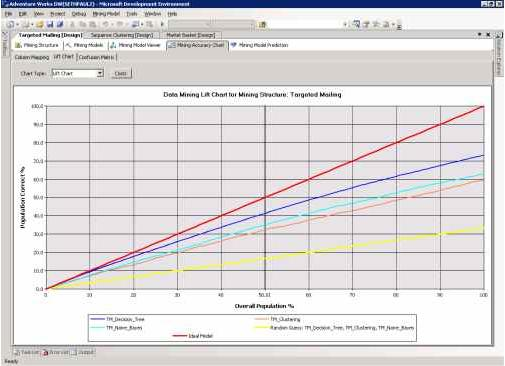 Adventure Works DW(SETHPAUL2) - Microsoft Development Environment
File Edit View Project Debug Mining Model Tools Window Help
Targeted Mailing [Design] Sequence Clustering [Design] Market Basket [Design]
Mining Structure Mining Models Mining Model Viewer Mining Accuracy Chart Mining Model Prediction
Column Mapping Lift Chart Confusion Matrix
Chart Type: Lift Chart
Toolbox
Solution Explorer
Data Mining Lift Chart for Mining Structure: Targeted Mailing
Population Correct %
100.0
90.0
80.0
70.0
60.0
50.0
40.0
30.0
20.0
10.0
0.0
0 10 20 30 40 50.51 60 70 80 90 100
Overall Population %
TM_Decision_Tree TM_Clustering
TM_Naive_Bayes Random Guess: TM_Decision_Tree, TM_Clustering, TM_Naive_Bayes
Ideal Model
Task List Error List Output
Ready